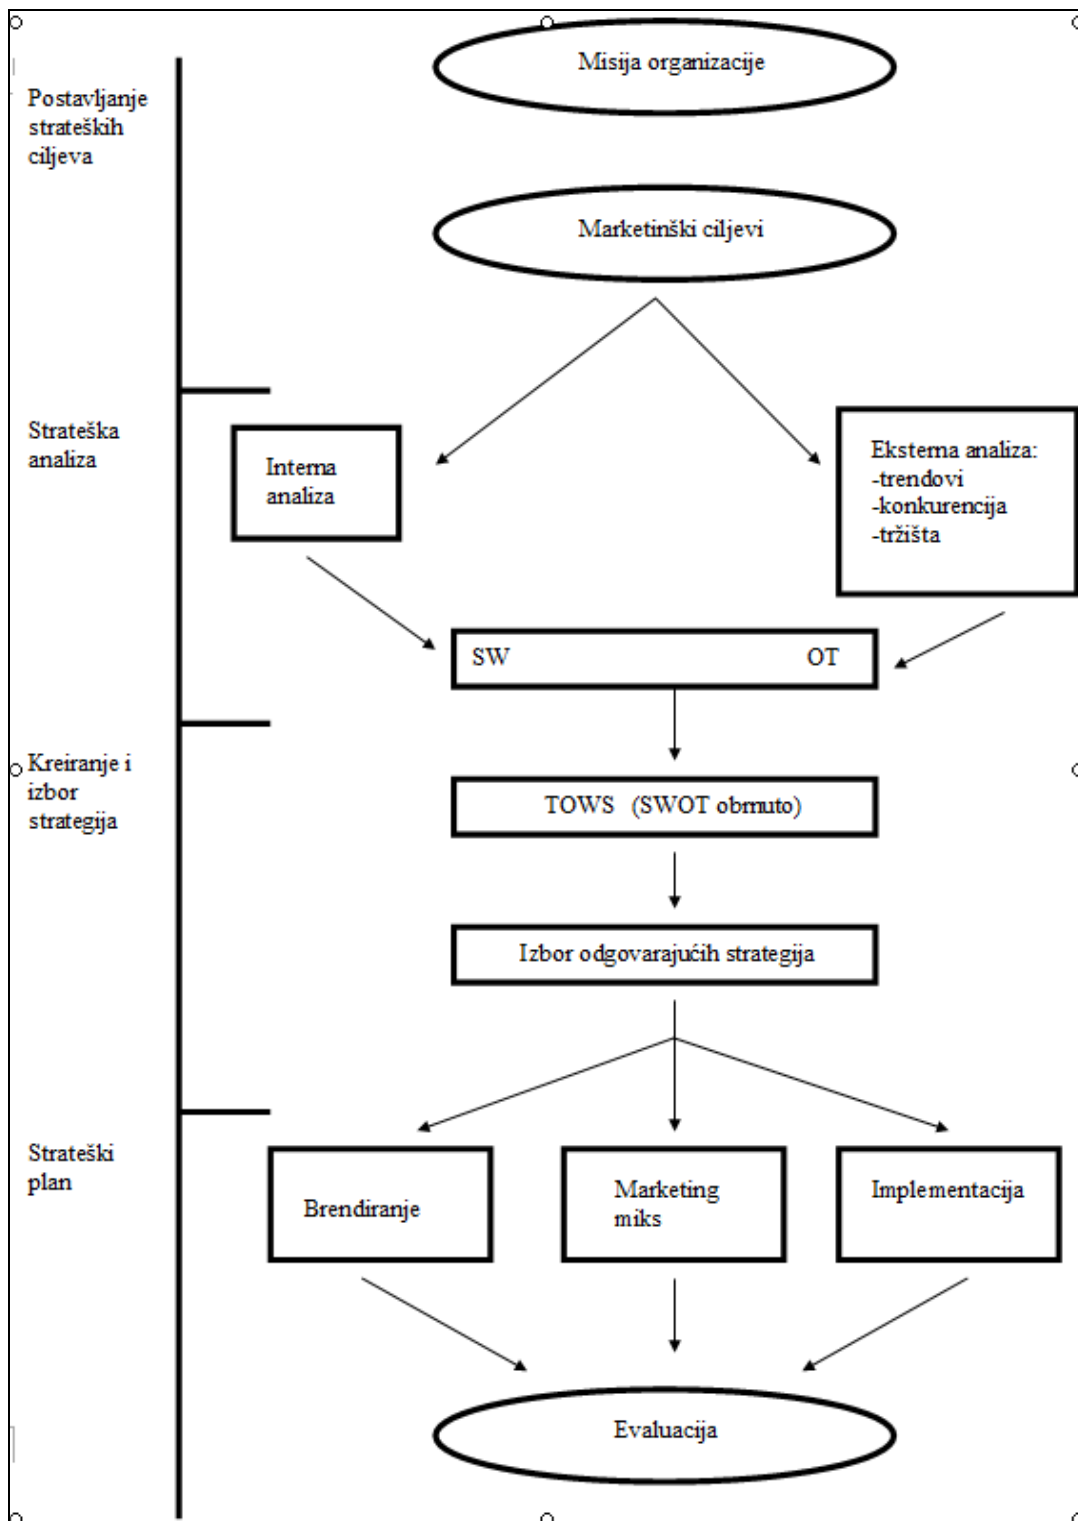 Misija organizacije
Postavljanje
strateških
ciljeva
Marketinški ciljevi
Strateška
analiza
Interna
analiza
Eksterna analiza:
-trendovi
-konkurencija
-tržišta
SW OT
Kreiranje i
izbor
strategija
TOWS (SWOT obrnuto)
Izbor odgovarajućih strategija
Strateški
plan
Brendiranje
Marketing
miks
Implementacija
Evaluacija